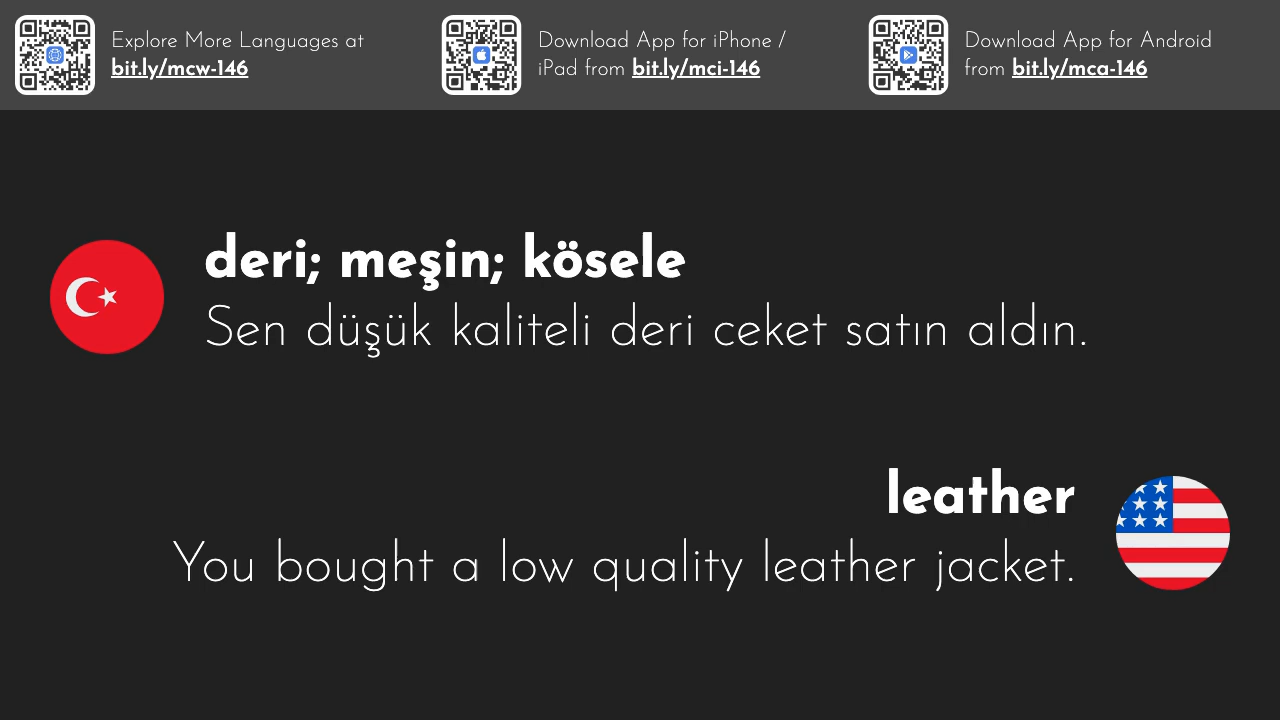 Explore More Languages at
bit.ly/mcw-146
Download App for iPhone /
iPad from bit.ly/mci-146
Download App for Android
from bit.ly/mca-146
deri; meşin; kösele
Sen düşük kaliteli deri ceket satın aldın.
leather
You bought a low quality leather jacket.